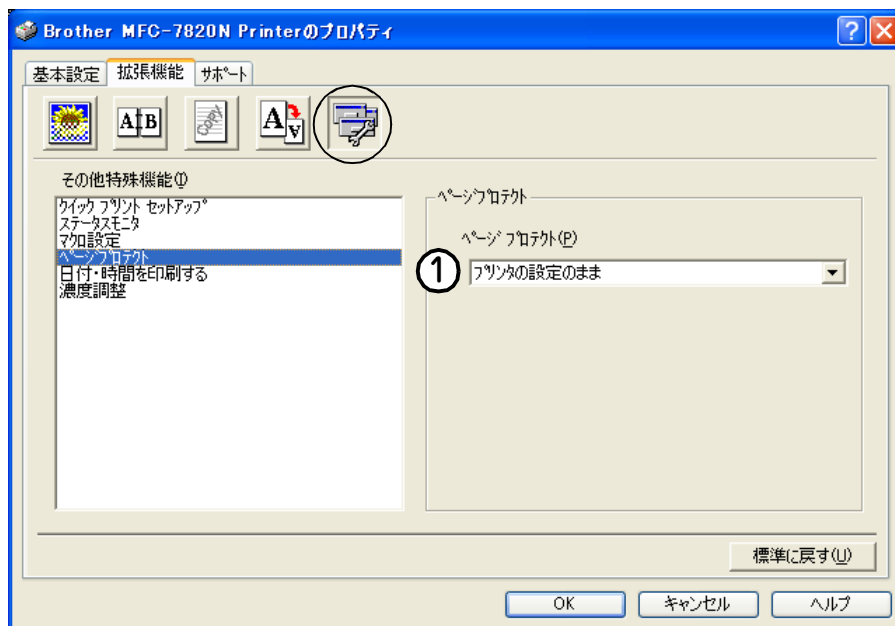 Brother MFC-7820N Printerのプロパティ
基本設定 拡張機能 サポート
A B
A A
その他特殊機能(I)
クイック プリント セットアップ
ステータスモニタ
マクロ設定
ページプロテクト
日付・時間を印刷する
濃度調整
ページプロテクト
ページ プロテクト(P)
① プリンタの設定のまま
標準に戻す(U)
OK キャンセル ヘルプ